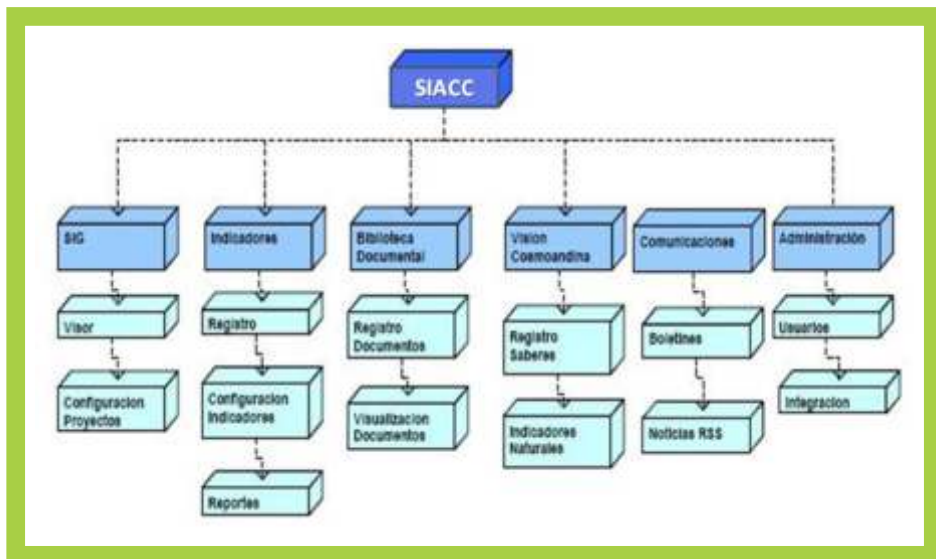 SIACC
SIG
Indicadores
Biblioteca
Documental
Vision
Cosmoandina
Comunicaciones
Administración
Visor
Configuracion
Proyectos
Registro
Configuracion
Indicadores
Reportes
Registro
Documentos
Visualizacion
Documentos
Registro
Saberes
Indicadores
Naturales
Boletines
Noticias RSS
Usuarios
Integracion